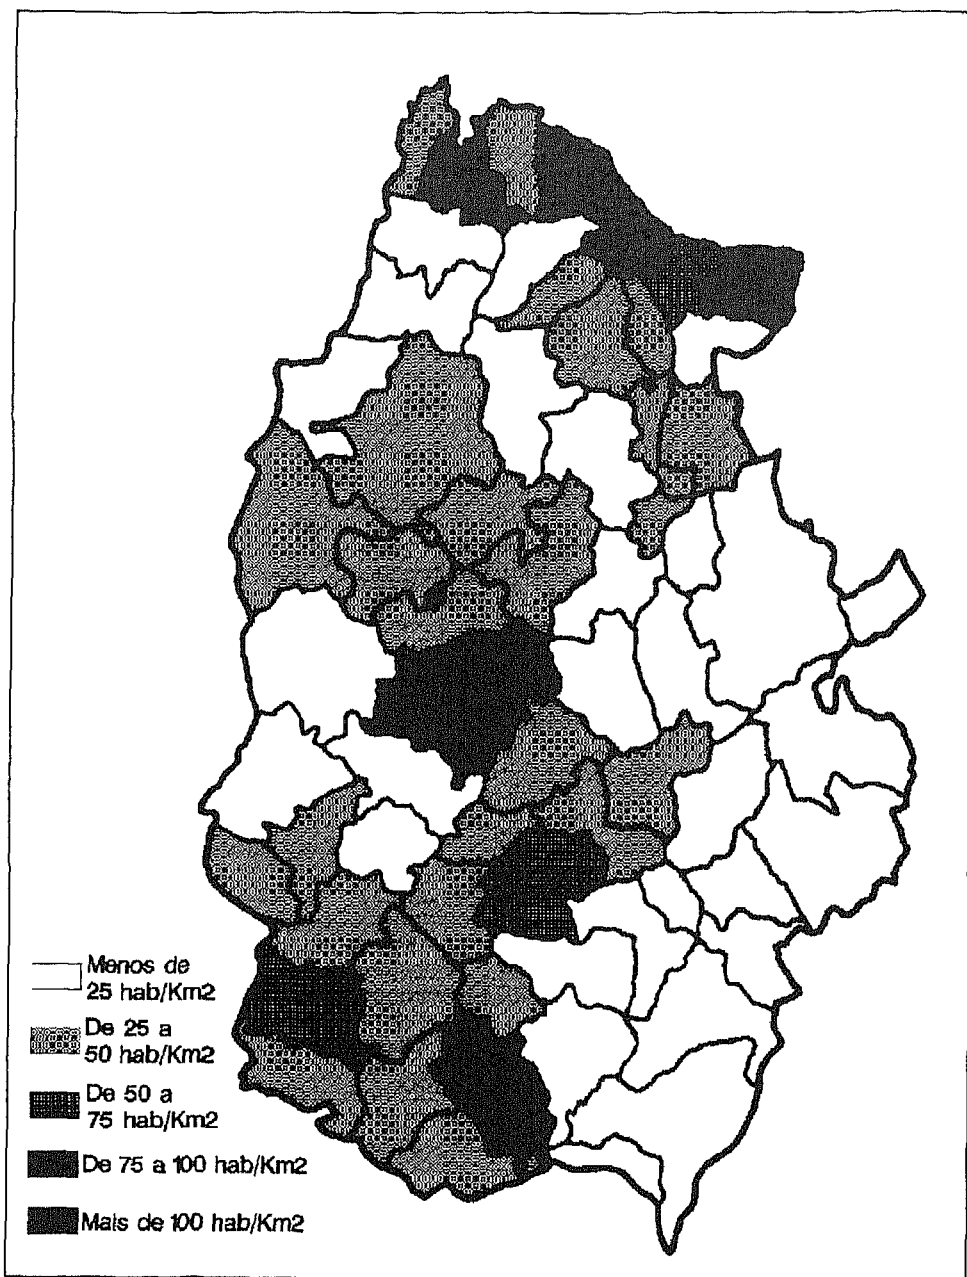 Menos de
25 hab/Km2
De 25 a
50 hab/Km2
De 50 a
75 hab/Km2
De 75 a 100 hab/Km2
Mais de 100 hab/Km2